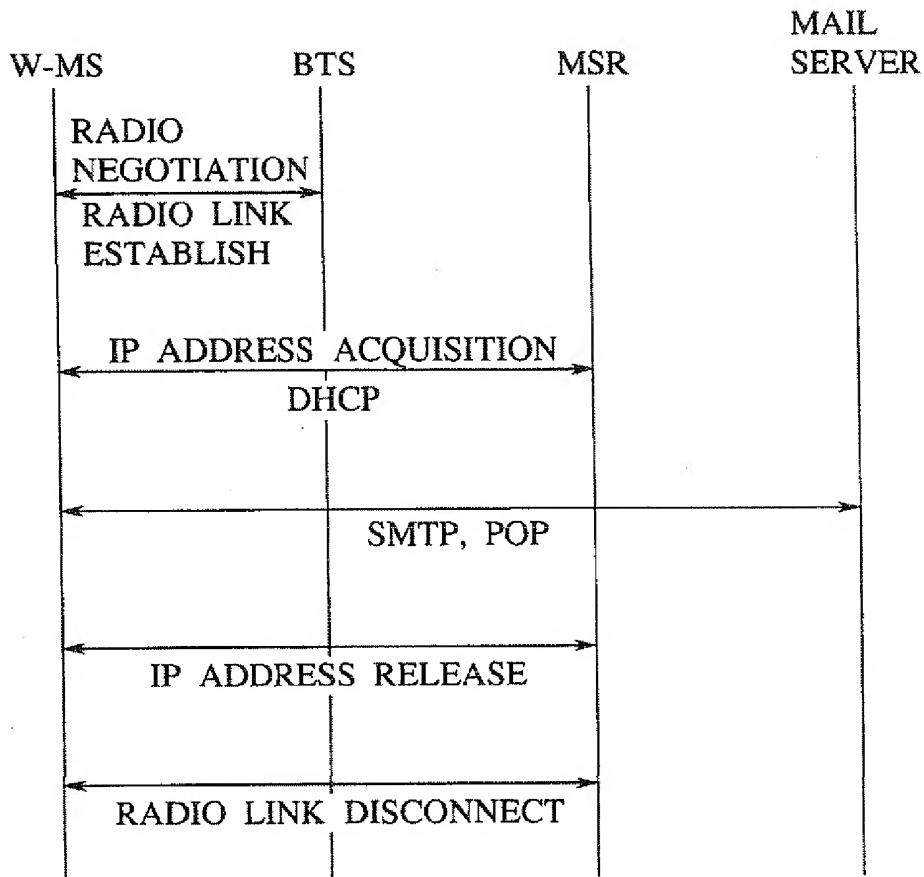 W-MS
BTS
MSR
MAIL
SERVER
RADIO
NEGOTIATION
RADIO LINK
ESTABLISH
IP ADDRESS ACQUISITION
DHCP
SMTP, POP
IP ADDRESS RELEASE
RADIO LINK DISCONNECT